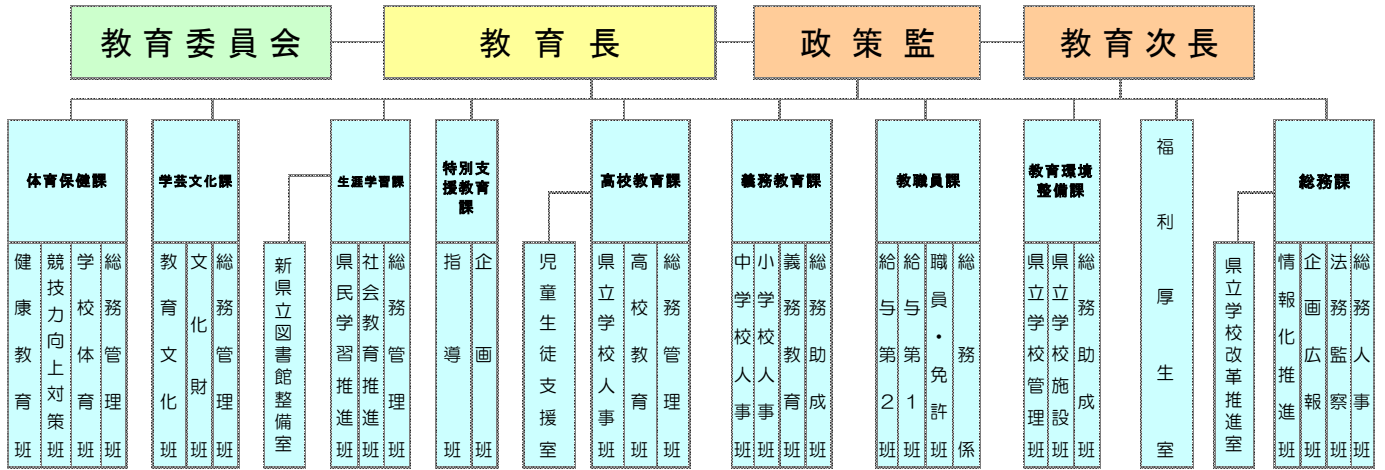 教育委員会
教育長
政策監
教育次長
体育保健課
健康教育班
競技力向上対策班
学校体育班
総務管理班
学芸文化課
教育文化班
文化財班
総務管理班
生涯学習課
新県立図書館整備室
県民学習推進班
社会教育推進班
総務管理班
特別支
援教育
課
指導班
企画班
高校教育課
児童生徒支援室
県立学校人事班
高校教育班
総務管理班
義務教育課
中学校人事班
小学校人事班
義務教育班
総務助成班
教職員課
給与第2班
給与第1班
職員・免許班
総務係
教育環境
整備課
県立学校管理班
県立学校施設班
総務助成班
福利厚生室
総務課
県立学校改革推進室
情報化推進班
企画広報班
法務監察班
総務人事班